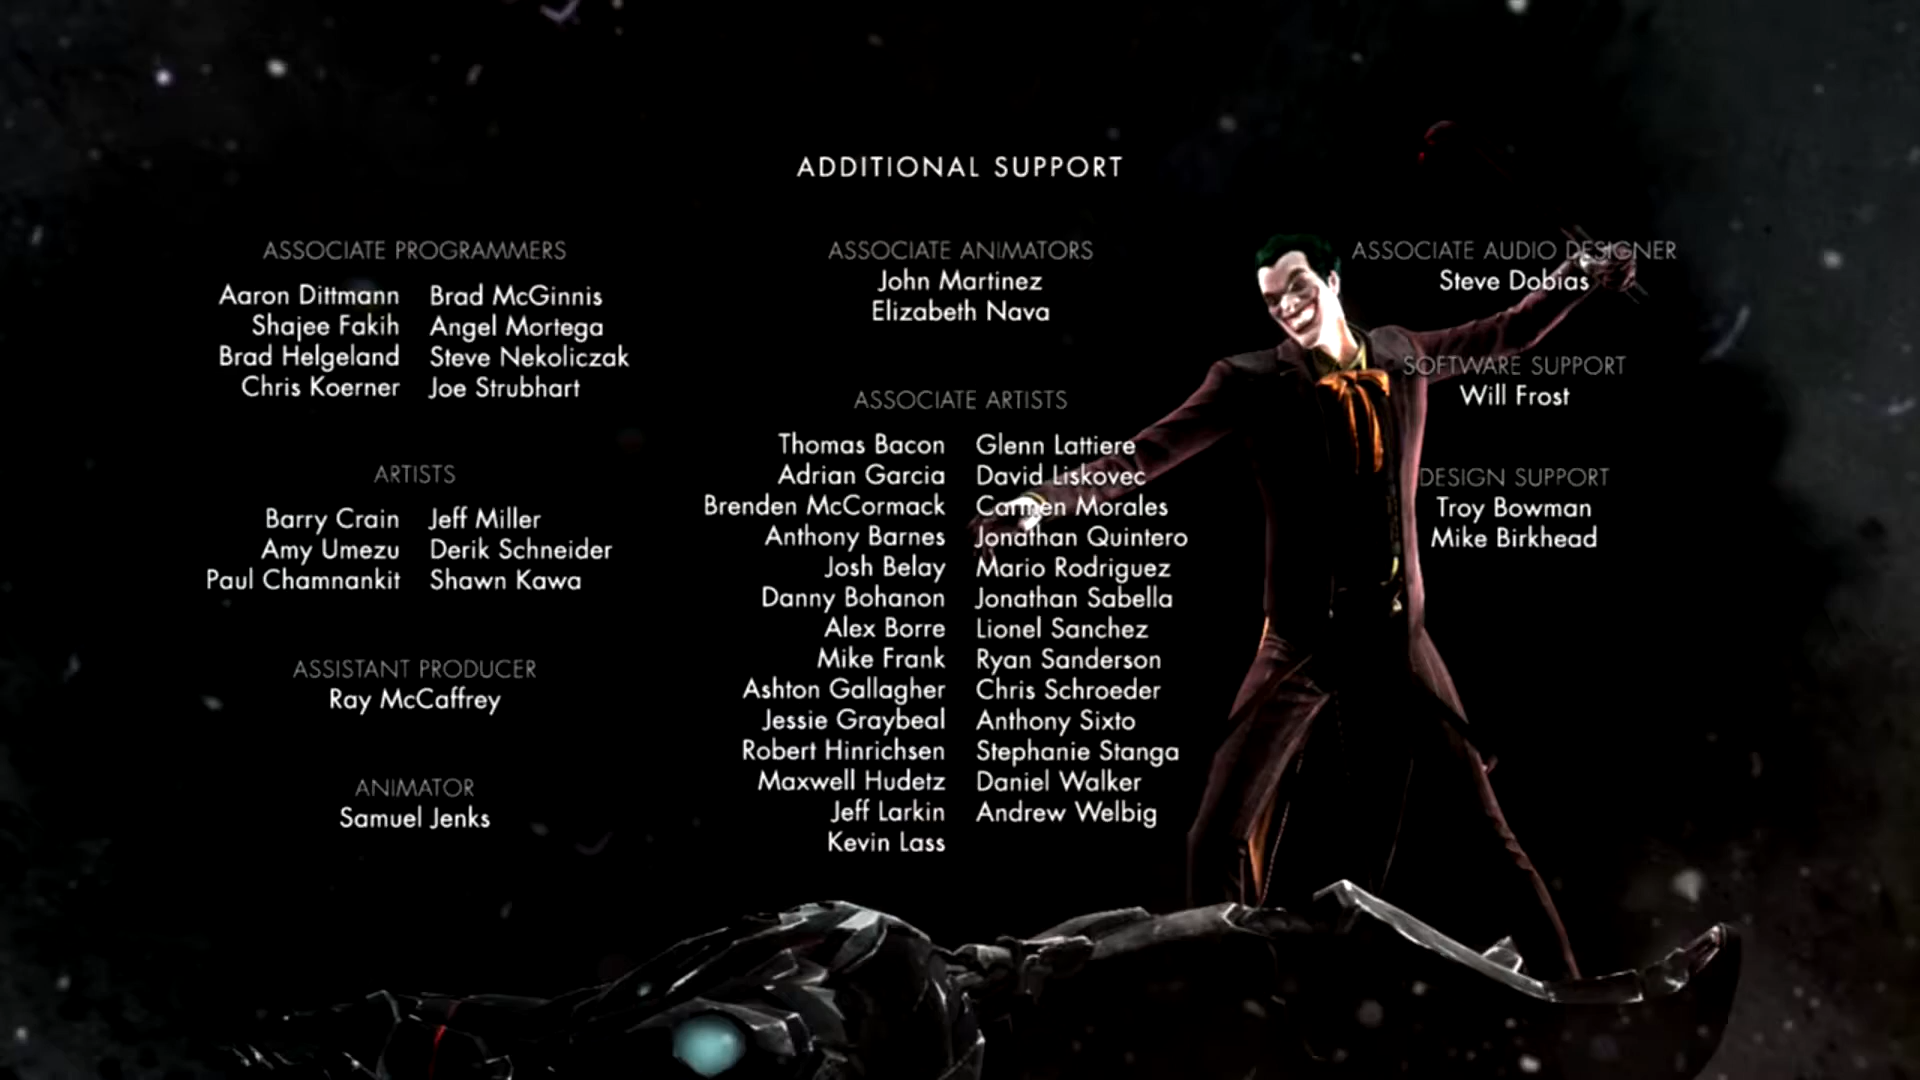 ADDITIONAL SUPPORT
ASSOCIATE PROGRAMMERS
Aaron Dittmann Brad McGinnis
Shajee Fakih Angel Mortega
Brad Helgeland Steve Nekoliczak
Chris Koerner Joe Strubhart
ARTISTS
Barry Crain Jeff Miller
Amy Umezu Derik Schneider
Paul Chamnankit Shawn Kawa
ASSISTANT PRODUCER
Ray McCaffrey
ANIMATOR
Samuel Jenks
ASSOCIATE ANIMATORS
John Martinez
Elizabeth Nava
ASSOCIATE ARTISTS
Thomas Bacon Glenn Lattiere
Adrian Garcia David Liskovec
Brenden McCormack Carmen Morales
Anthony Barnes Jonathan Quintero
Josh Belay Mario Rodriguez
Danny Bohanon Jonathan Sabella
Alex Borre Lionel Sanchez
Mike Frank Ryan Sanderson
Ashton Gallagher Chris Schroeder
Jessie Graybeal Anthony Sixto
Robert Hinrichsen Stephanie Stanga
Maxwell Hudetz Daniel Walker
Jeff Larkin Andrew Welbig
Kevin Lass
ASSOCIATE AUDIO DESIGNER
Steve Dobias
SOFTWARE SUPPORT
Will Frost
DESIGN SUPPORT
Troy Bowman
Mike Birkhead